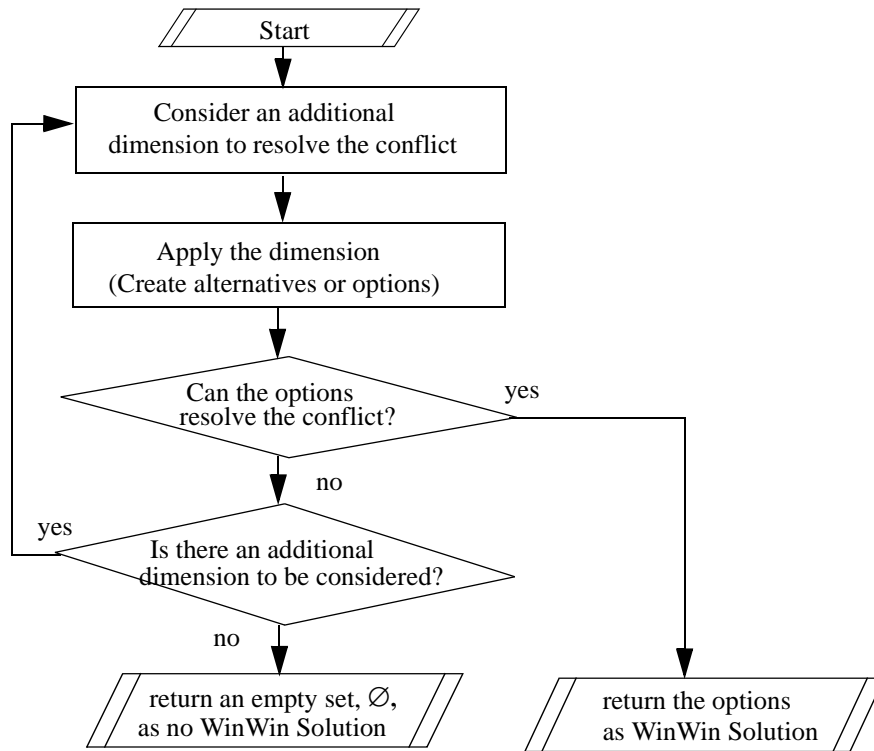 Start
Consider an additional
dimension to resolve the conflict
Apply the dimension
(Create alternatives or options)
Can the options
resolve the conflict?
yes
no
yes
Is there an additional
dimension to be considered?
no
return an empty set, ∅,
as no WinWin Solution
return the options
as WinWin Solution